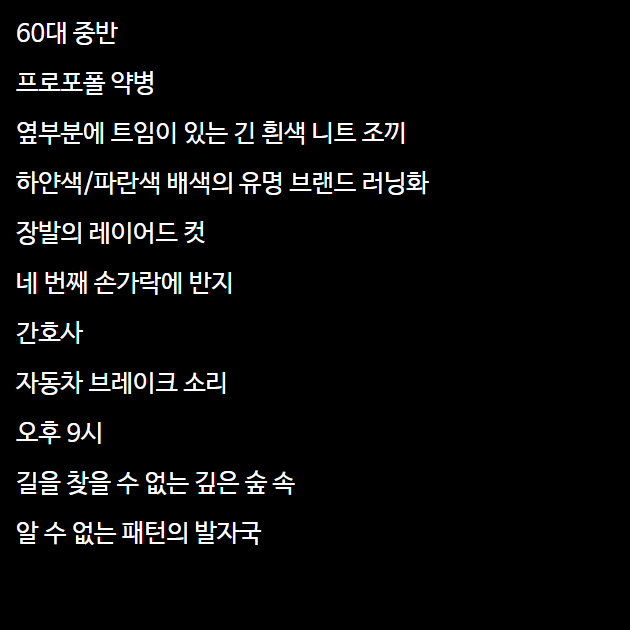 60대 중반
프로포폴 약병
옆부분에 트임이 있는 긴 흰색 니트 조끼
하얀색/파란색 배색의 유명 브랜드 러닝화
장발의 레이어드 컷
네 번째 손가락에 반지
간호사
자동차 브레이크 소리
오후 9시
길을 찾을 수 없는 깊은 숲 속
알 수 없는 패턴의 발자국